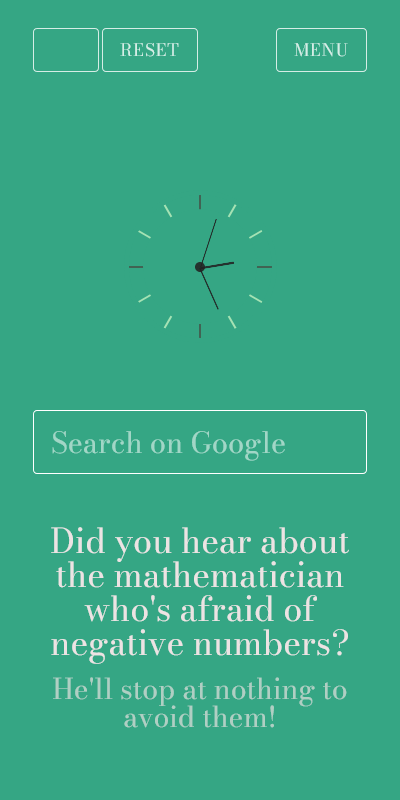 RESET
MENU
Search on Google
Did you hear about
the mathematician
who's afraid of
negative numbers?
He'll stop at nothing to
avoid them!